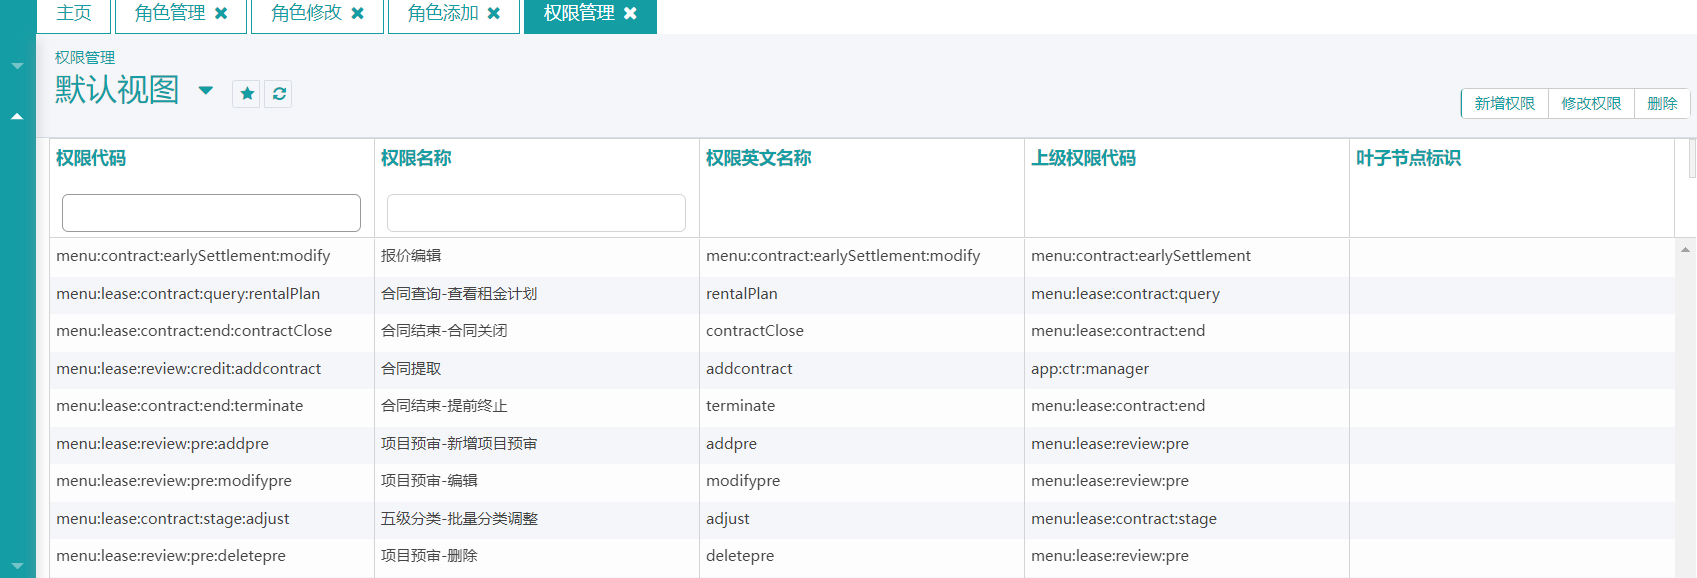 主页 角色管理 角色修改 角色添加 权限管理
权限管理
默认视图
新增权限 修改权限 删除
权限代码 权限名称 权限英文名称 上级权限代码 叶子节点标识
menu:contract:earlySettlement:modify 报价编辑 menu:contract:earlySettlement:modify menu:contract:earlySettlement
menu:lease:contract:query:rentalPlan 合同查询-查看租金计划 rentalPlan menu:lease:contract:query
menu:lease:contract:end:contractClose 合同结束-合同关闭 contractClose menu:lease:contract:end
menu:lease:review:credit:addcontract 合同提取 addcontract app:ctr:manager
menu:lease:contract:end:terminate 合同结束-提前终止 terminate menu:lease:contract:end
menu:lease:review:pre:addpre 项目预审-新增项目预审 addpre menu:lease:review:pre
menu:lease:review:pre:modifypre 项目预审-编辑 modifypre menu:lease:review:pre
menu:lease:contract:stage:adjust 五级分类-批量分类调整 adjust menu:lease:contract:stage
menu:lease:review:pre:deletepre 项目预审-删除 deletepre menu:lease:review:pre